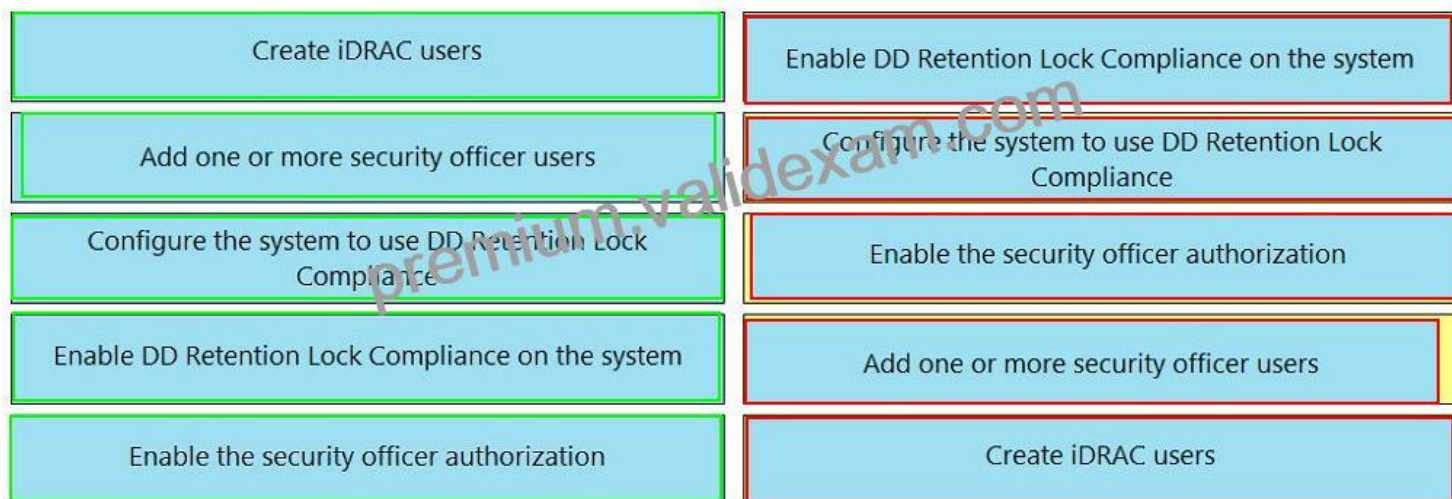 Create iDRAC users
Add one or more security officer users
Configure the system to use DD Retention Lock
Compliance
Enable DD Retention Lock Compliance on the system
Enable the security officer authorization
Enable DD Retention Lock Compliance on the system
Configure the system to use DD Retention Lock
Compliance
Enable the security officer authorization
Add one or more security officer users
Create iDRAC users
premium.validexam.com